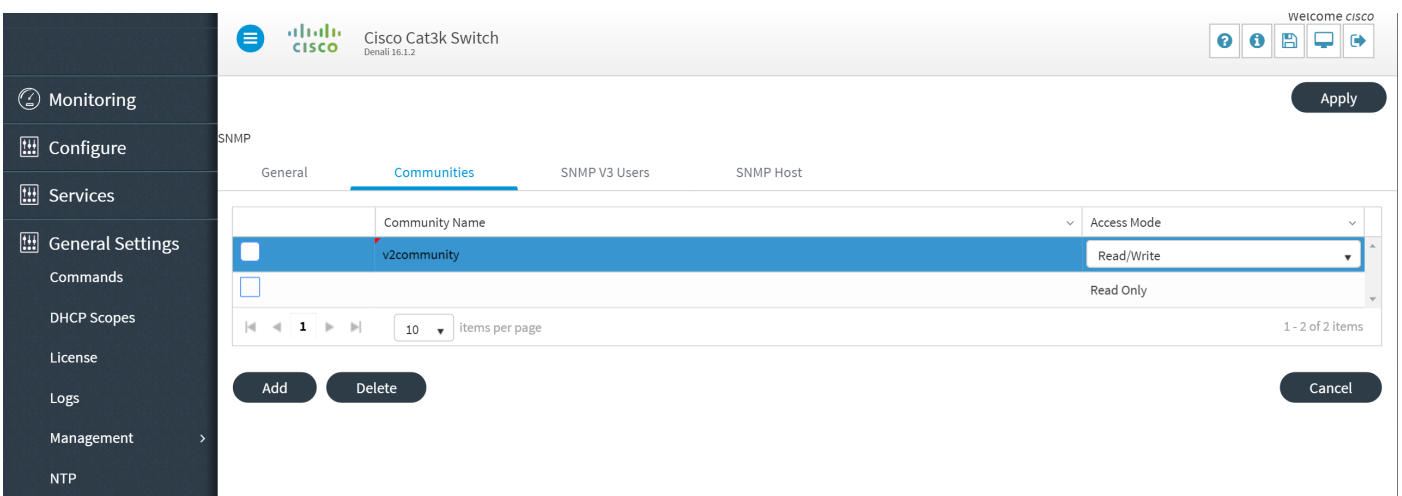 Welcome cisco
CISCO
Cisco Cat3k Switch
Denali 16.1.2
Monitoring
Configure
Services
General Settings
Commands
DHCP Scopes
License
Logs
Management
NTP
Apply
SNMP
General Communities SNMP V3 Users SNMP Host
Community Name Access Mode
v2community Read/Write
Read Only
1 10 items per page 1 - 2 of 2 items
Add Delete Cancel